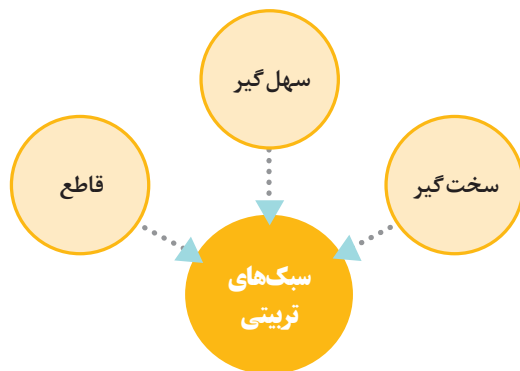 سهل‌گیر
سخت‌گیر
قاطع
سبک‌های
تربیتی